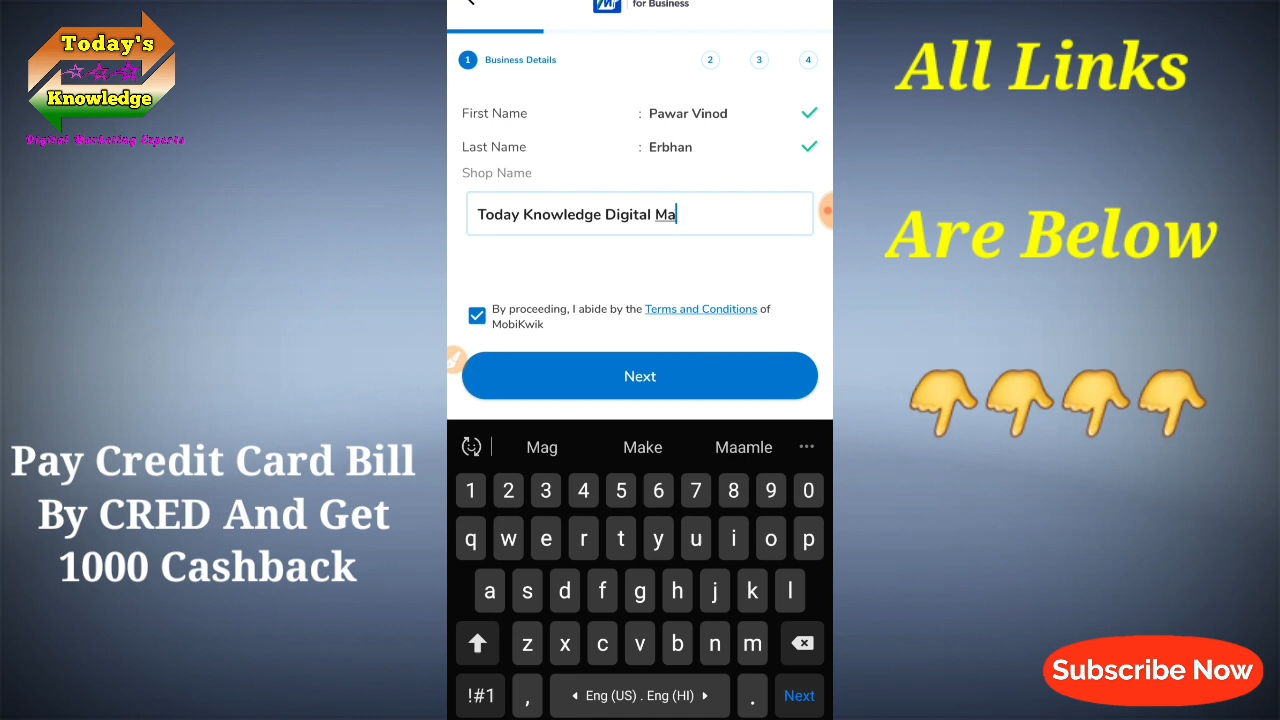 Today's
Knowledge
Digital Marketing Experts
Pay Credit Card Bill
By CRED And Get
1000 Cashback
for Business
1 Business Details 2 3 4
First Name : Pawar Vinod
Last Name : Erbhan
Shop Name
Today Knowledge Digital Ma
By proceeding, I abide by the Terms and Conditions of
MobiKwik
Next
Mag Make Maamle
1 2 3 4 5 6 7 8 9 0
q w e r t y u i o p
a s d f g h j k l
z x c v b n m
!#1 , Eng (US) . Eng (HI) . Next
All Links
Are Below
Subscribe Now